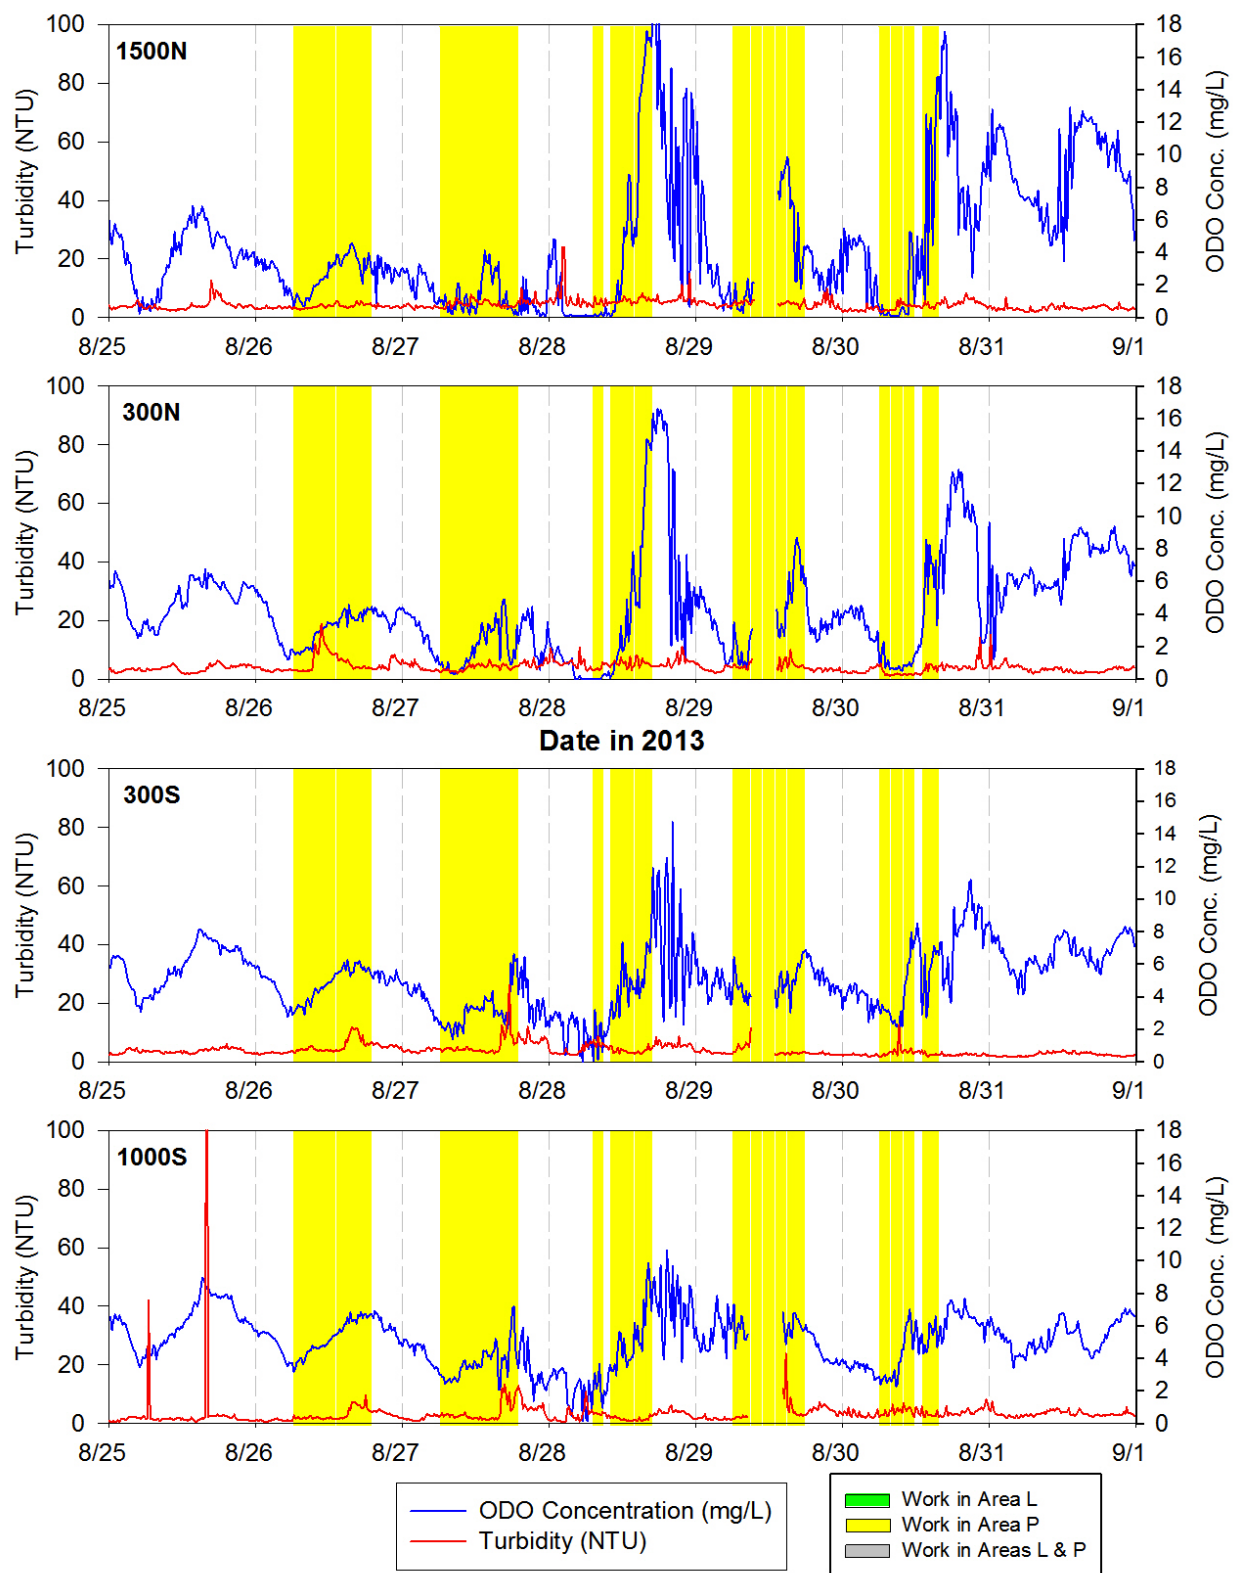 1500N
Turbidity (NTU)
100
80
60
40
20
0
18
16
14
12
10
8
6
4
2
0
ODO Conc. (mg/L)
8/25 8/26 8/27 8/28 8/29 8/30 8/31 9/1
300N
Turbidity (NTU)
100
80
60
40
20
0
18
16
14
12
10
8
6
4
2
0
ODO Conc. (mg/L)
8/25 8/26 8/27 8/28 8/29 8/30 8/31 9/1
Date in 2013
300S
Turbidity (NTU)
100
80
60
40
20
0
18
16
14
12
10
8
6
4
2
0
ODO Conc. (mg/L)
8/25 8/26 8/27 8/28 8/29 8/30 8/31 9/1
1000S
Turbidity (NTU)
100
80
60
40
20
0
18
16
14
12
10
8
6
4
2
0
ODO Conc. (mg/L)
8/25 8/26 8/27 8/28 8/29 8/30 8/31 9/1
ODO Concentration (mg/L)
Turbidity (NTU)
Work in Area L
Work in Area P
Work in Areas L & P